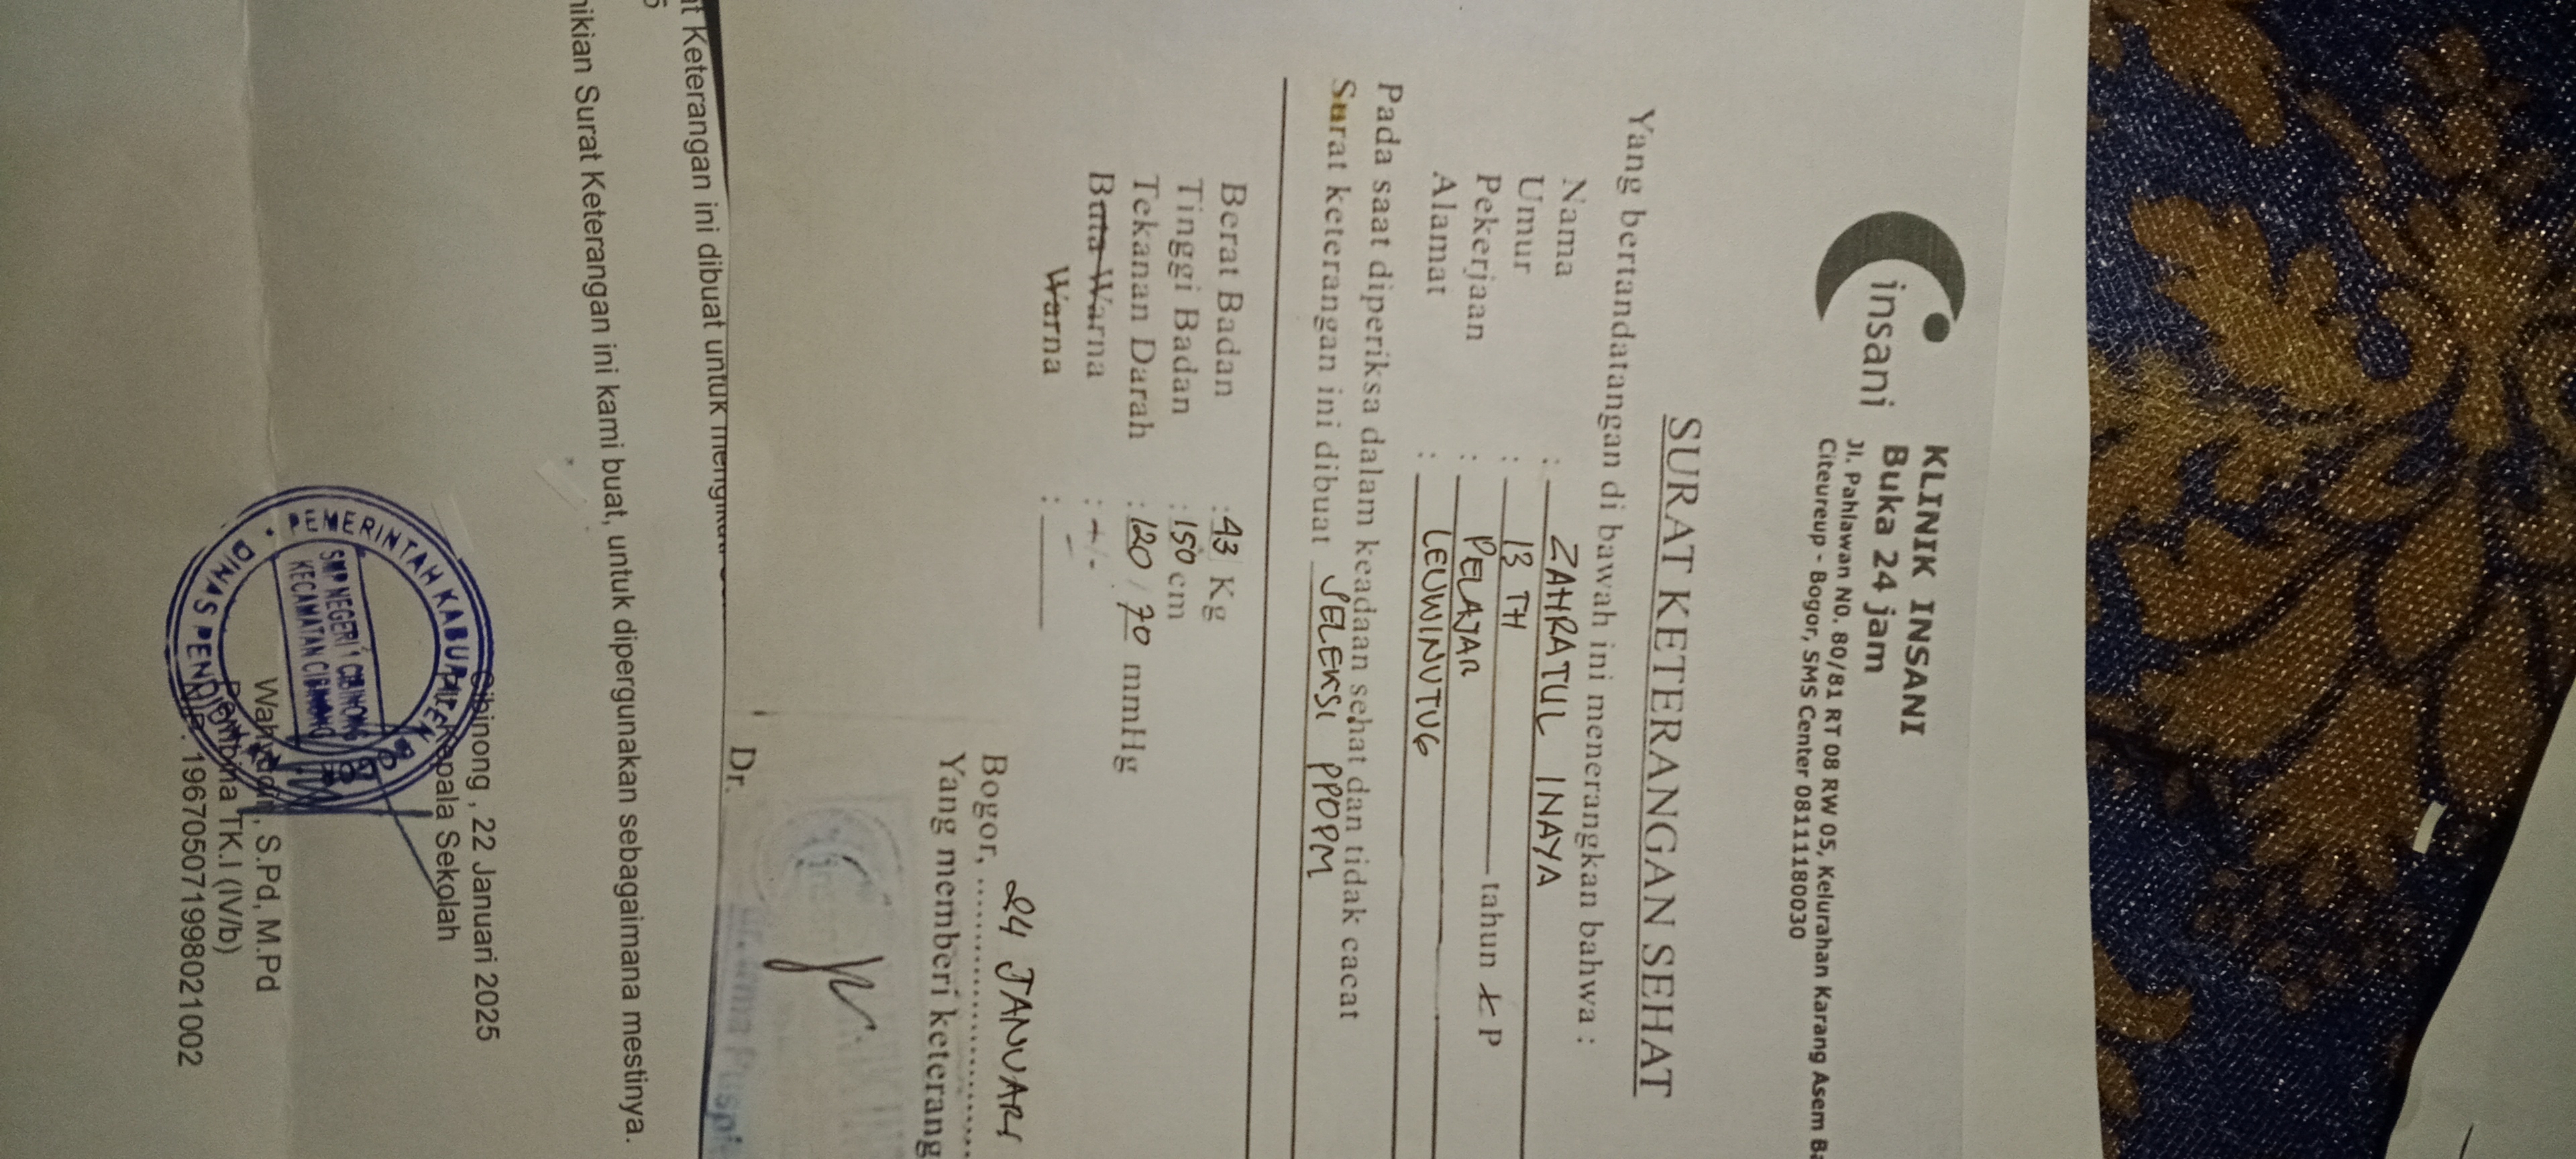 insani
KLINIK INSANI
Buka 24 jam
Jl. Pahlawan NO. 80/81 RT 08 RW 05, Kelurahan Karang Asem
Citeureup - Bogor, SMS Center 08111180030
SURAT KETERANGAN SEHAT
Yang bertandatangan di bawah ini menerangkan bahwa :
Nama : ZAHRATUL INAYA
Umur : 13 TH
Pekerjaan : PELAJAR tahun L P
Alamat : LEUWINUTUG
Pada saat diperiksa dalam keadaan sehat dan tidak cacat
Surat keterangan ini dibuat SELEKSI PPOPM
Berat Badan : 43 Kg
Tinggi Badan : 150 cm
Tekanan Darah : 120 / 70 mmHg
Buta Warna : +/-
Warna :
Bogor, 24 JANUARI
Yang memberi keterang
Dr.
t Keterangan ini dibuat untuk
mikian Surat Keterangan ini kami buat, untuk dipergunakan sebagaimana mestinya.
Cibinong , 22 Januari 2025
Kepala Sekolah
PEMERINTAH KABUPATEN
DINAS PENDIDIKAN
SMP NEGERI 1 CIBINONG
KECAMATAN CIBINONG
S.Pd, M.Pd
Pembina TK.I (IV/b)
196705071998021002